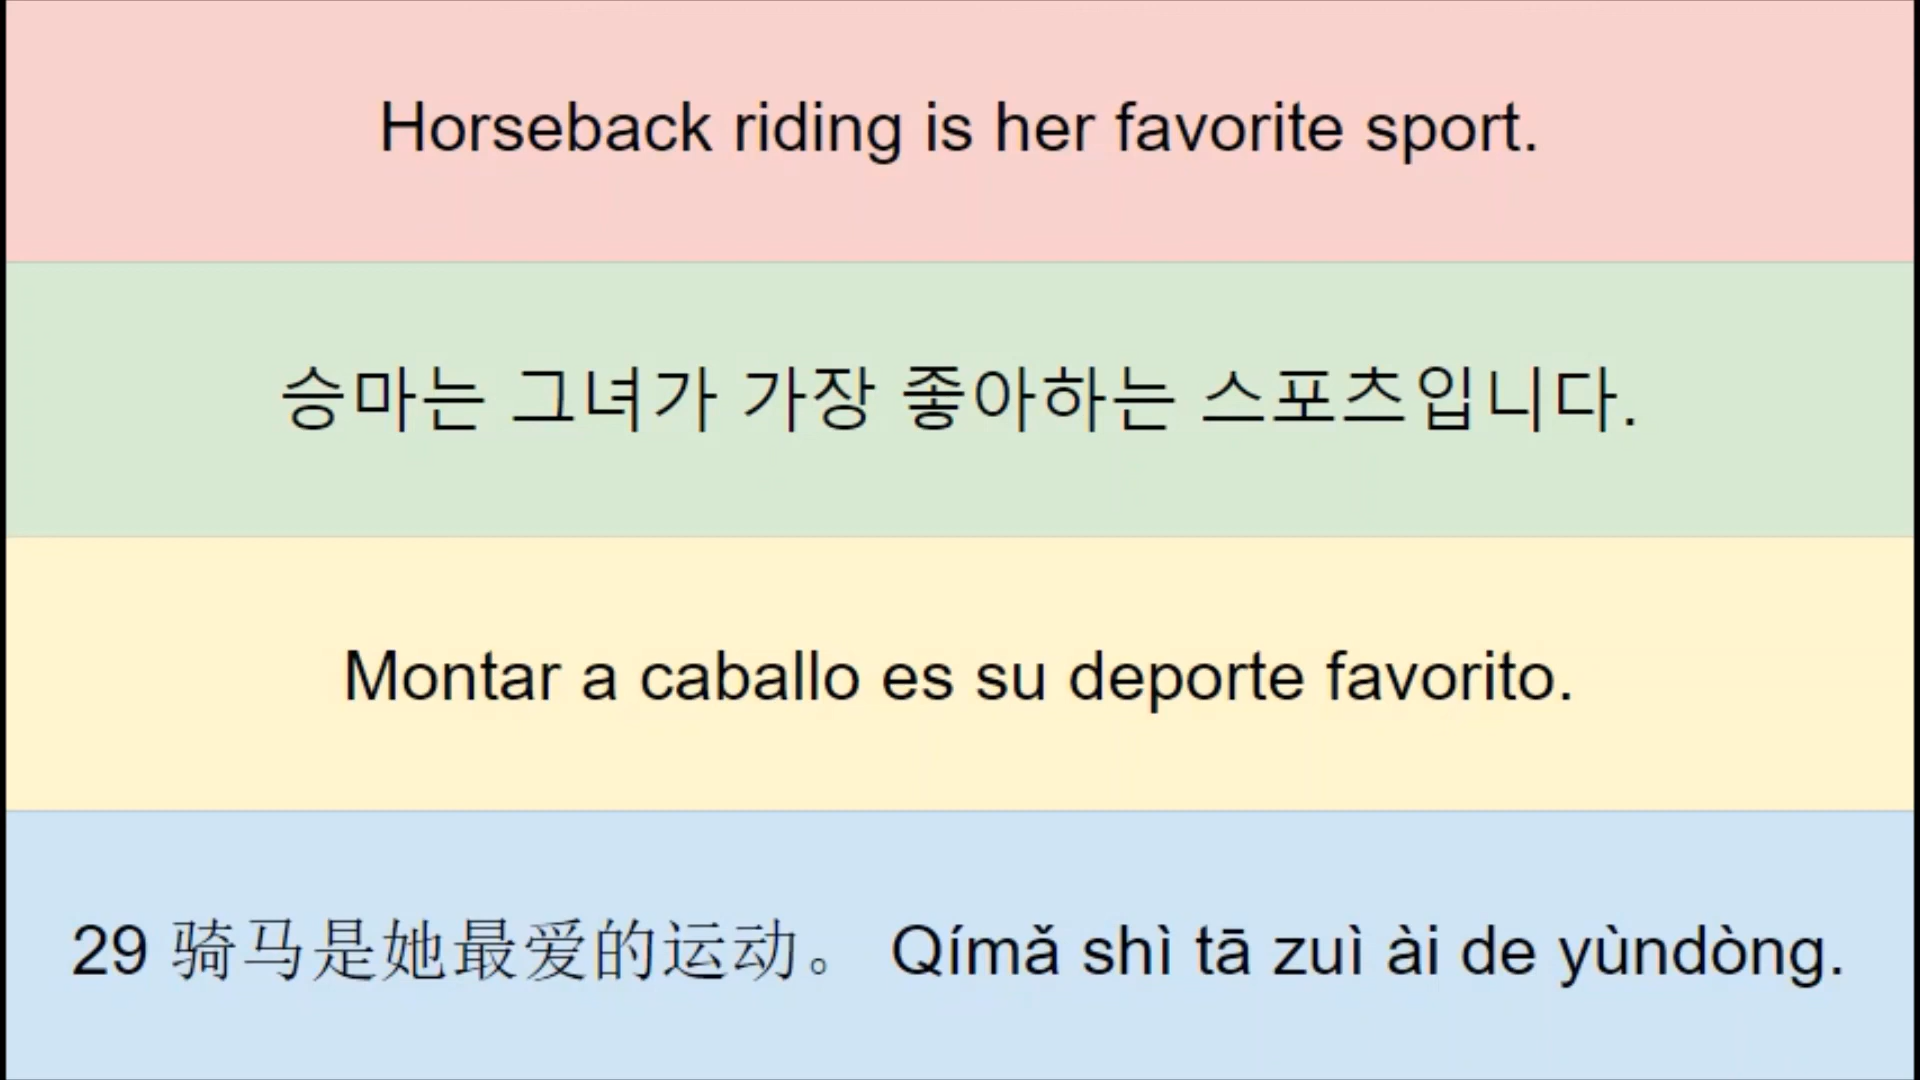 Horseback riding is her favorite sport.
승마는 그녀가 가장 좋아하는 스포츠입니다.
Montar a caballo es su deporte favorito.
29 骑马是她最爱的运动。 Qímǎ shì tā zuì ài de yùndòng.